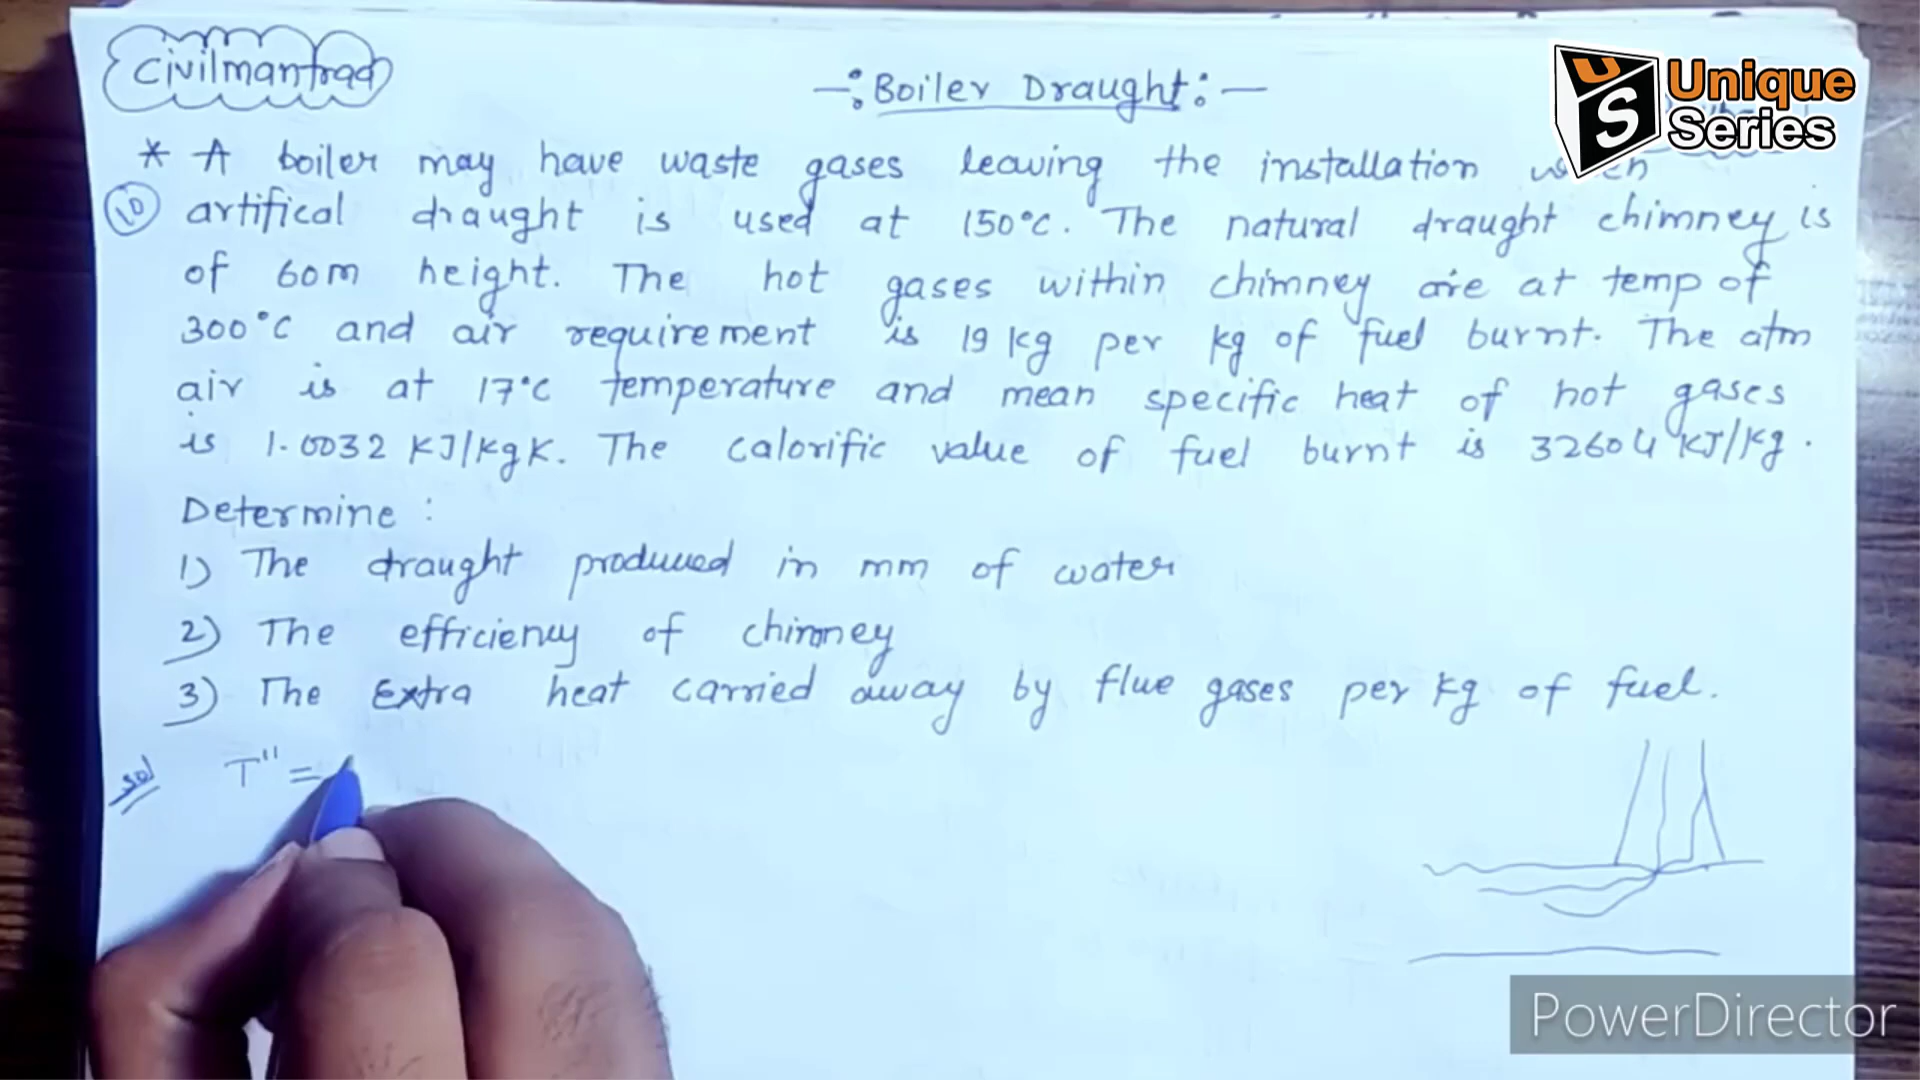 Civilmantraa
-: Boiler Draught :-
Unique
Series
* A boiler may have waste gases leaving the installation
10 artifical draught is used at 150°C. The natural draught chimney is
of 60m height. The hot gases within chimney are at temp of
300°C and air requirement is 19 kg per kg of fuel burnt. The atm
air is at 17°C temperature and mean specific heat of hot gases
is 1.0032 KJ/kgK. The calorific value of fuel burnt is 32604 KJ/kg.
Determine :
1) The draught produced in mm of water
2) The efficiency of chimney
3) The Extra heat carried away by flue gases per kg of fuel.
Sol T" =
PowerDirector